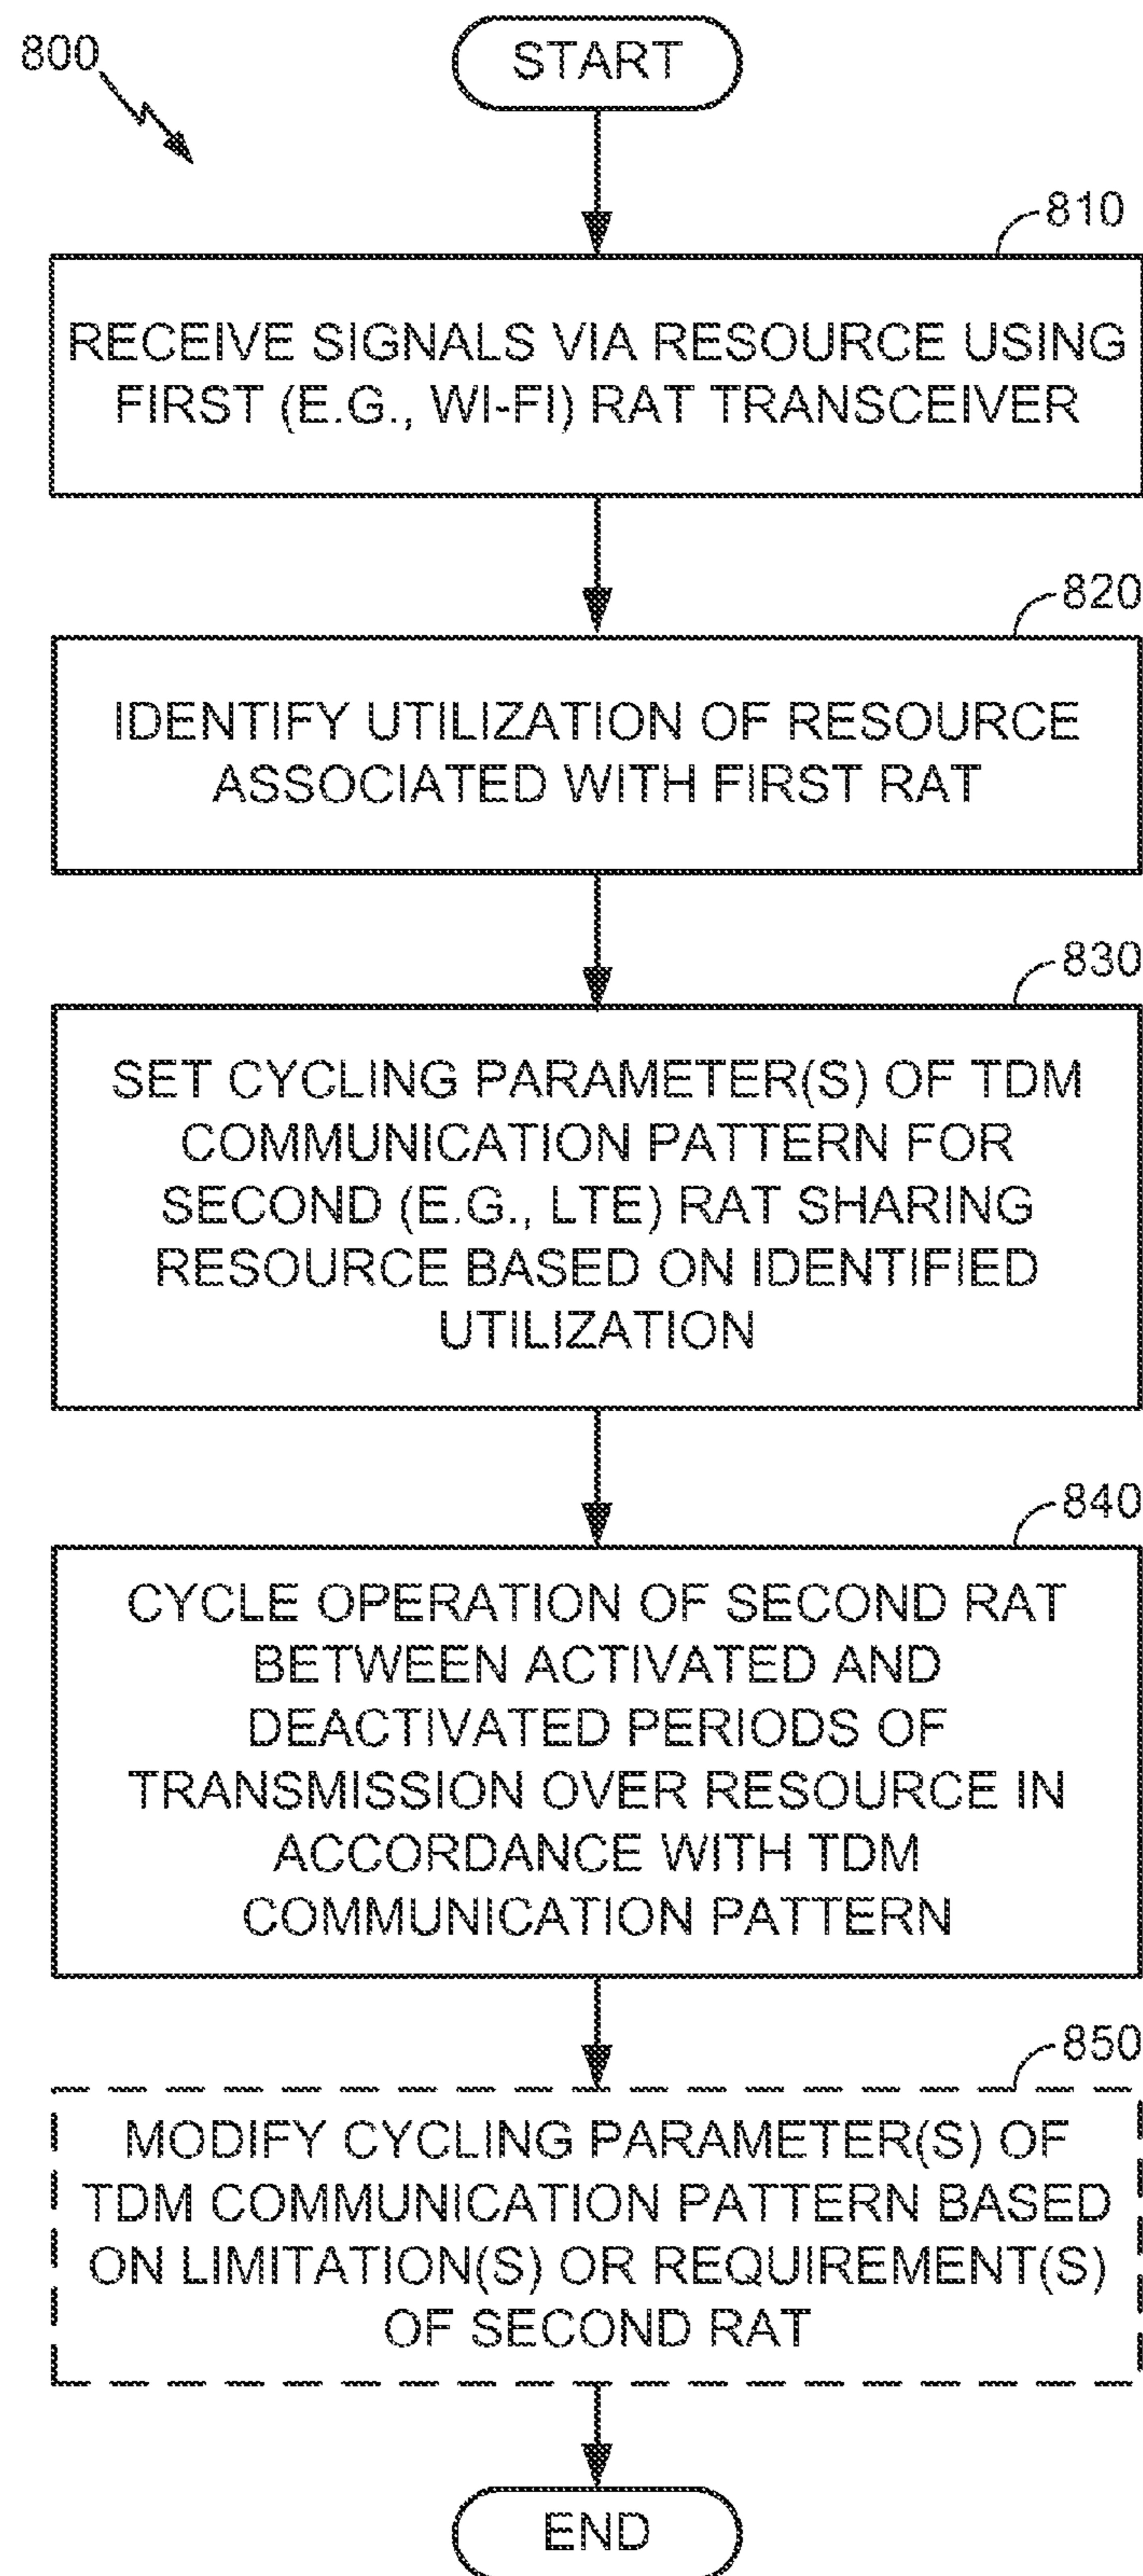 800
START
810
RECEIVE SIGNALS VIA RESOURCE USING
FIRST (E.G., WI-FI) RAT TRANSCEIVER
820
IDENTIFY UTILIZATION OF RESOURCE
ASSOCIATED WITH FIRST RAT
830
SET CYCLING PARAMETER(S) OF TDM
COMMUNICATION PATTERN FOR
SECOND (E.G., LTE) RAT SHARING
RESOURCE BASED ON IDENTIFIED
UTILIZATION
840
CYCLE OPERATION OF SECOND RAT
BETWEEN ACTIVATED AND
DEACTIVATED PERIODS OF
TRANSMISSION OVER RESOURCE IN
ACCORDANCE WITH TDM
COMMUNICATION PATTERN
850
MODIFY CYCLING PARAMETER(S) OF
TDM COMMUNICATION PATTERN BASED
ON LIMITATION(S) OR REQUIREMENT(S)
OF SECOND RAT
END